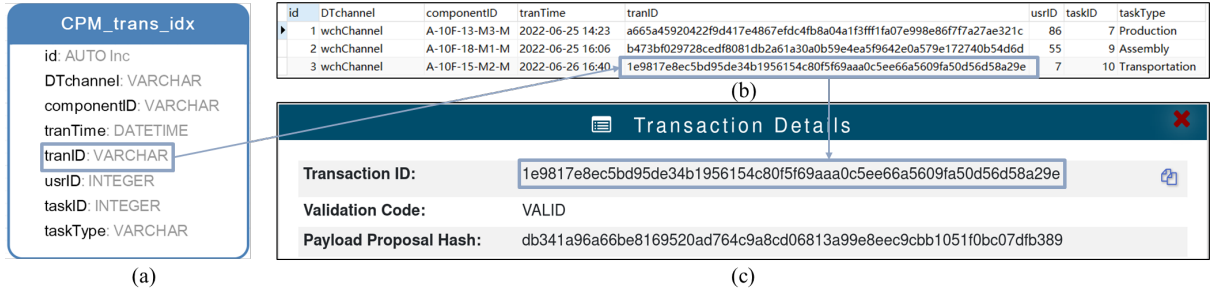 CPM_trans_idx
id: AUTO Inc
DTchannel: VARCHAR
componentID: VARCHAR
tranTime: DATETIME
tranID: VARCHAR
usrID: INTEGER
taskID: INTEGER
taskType: VARCHAR
(a)
id DTchannel componentID tranTime tranID usrID taskID taskType
1 wchChannel A-10F-13-M3-M 2022-06-25 14:23 a665a45920422f9d417e4867efdc4fb8a04a1f3fff1fa07e998e86f7f7a27ae321c 86 7 Production
2 wchChannel A-10F-18-M1-M 2022-06-25 16:06 b473bf029728cedf8081db2a61a30a0b59e4ea5f9642e0a579e172740b54d6d 55 9 Assembly
3 wchChannel A-10F-15-M2-M 2022-06-26 16:40 1e9817e8ec5bd95de34b1956154c80f5f69aaa0c5ee66a5609fa50d56d58a29e 7 10 Transportation
(b)
Transaction Details
Transaction ID: 1e9817e8ec5bd95de34b1956154c80f5f69aaa0c5ee66a5609fa50d56d58a29e
Validation Code: VALID
Payload Proposal Hash: db341a96a66be8169520ad764c9a8cd06813a99e8eec9cbb1051f0bc07dfb389
(c)